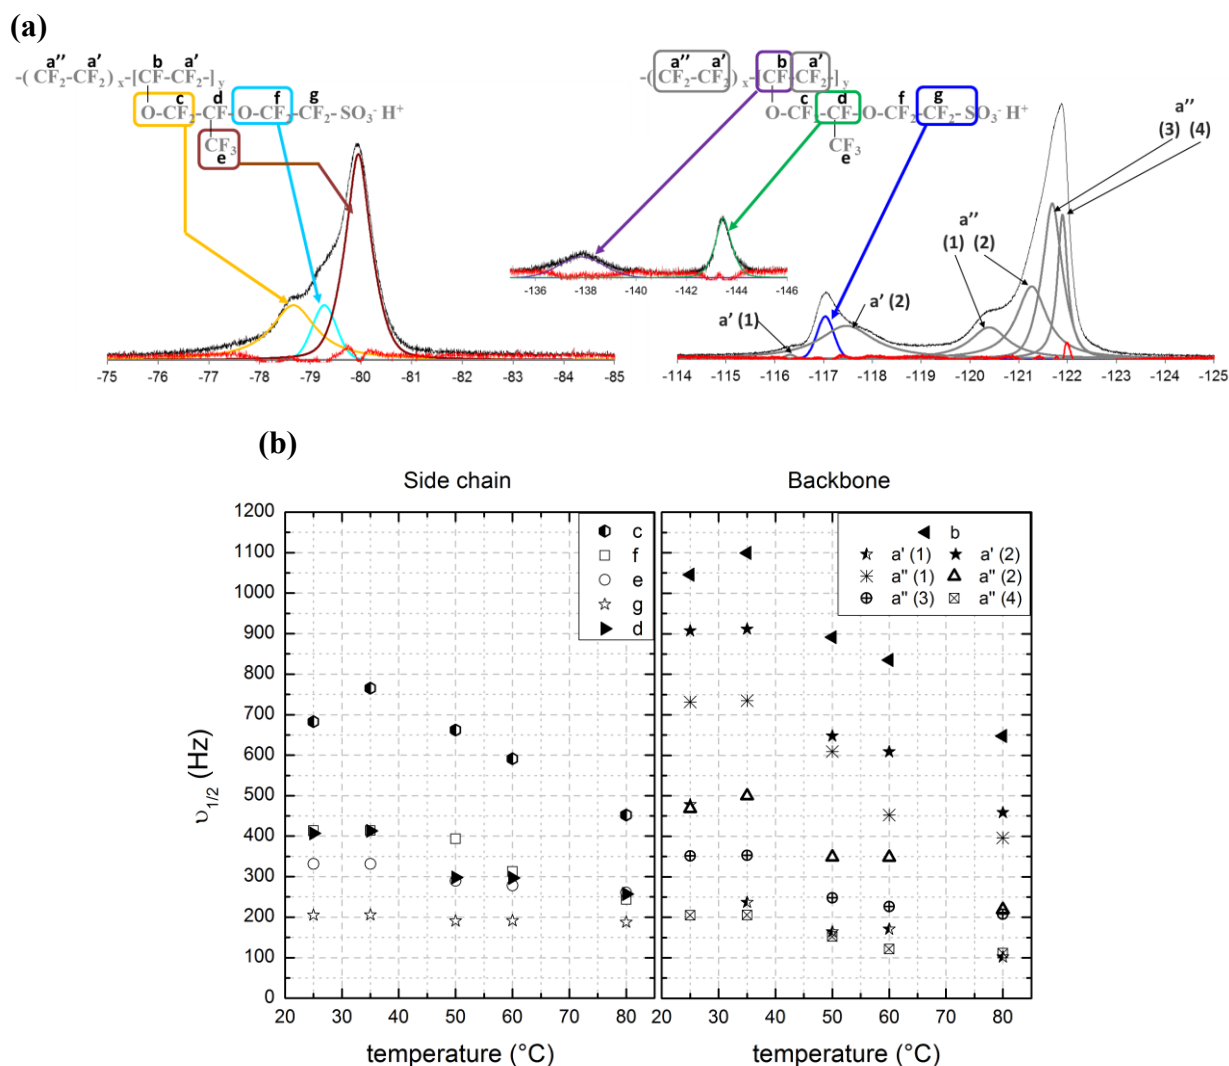 (a)
a'' a' b a'
-( CF₂-CF₂) ₓ -[CF-CF₂-]ᵧ
c d f g
O-CF₂-CF-O-CF₂-CF₂-SO₃⁻ H⁺
CF₃
e
-75 -76 -77 -78 -79 -80 -81 -82 -83 -84 -85
a'' a' b a'
-(CF₂-CF₂)ₓ-[CF-CF₂-]ᵧ
c d f g
O-CF₂-CF-O-CF₂-CF₂-SO₃⁻H⁺
CF₃
e
-136 -138 -140 -142 -144 -146
a''
(3) (4)
a''
(1) (2)
a' (1)
a' (2)
-114 -115 -116 -117 -118 -119 -120 -121 -122 -123 -124 -125
(b)
Side chain
Backbone
υ₁/₂ (Hz)
1200
1100
1000
900
800
700
600
500
400
300
200
100
0
c
f
e
g
d
b
a' (1) a' (2)
a'' (1) a'' (2)
a'' (3) a'' (4)
20 30 40 50 60 70 80
20 30 40 50 60 70 80
temperature (°C)
temperature (°C)